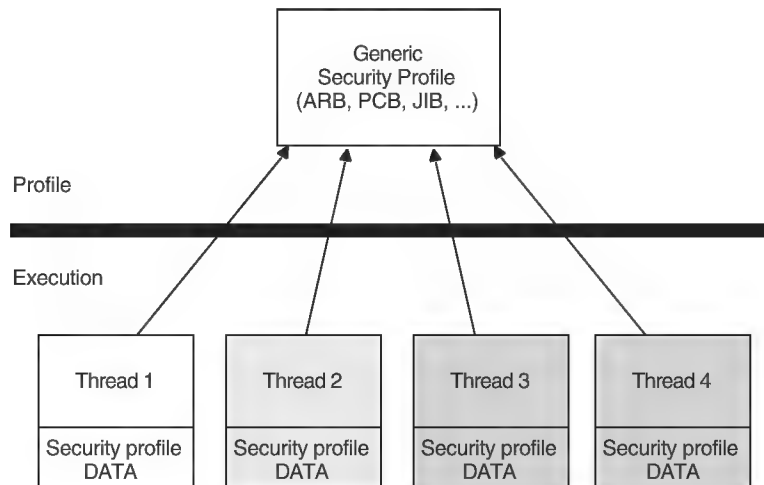 Generic
Security Profile
(ARB, PCB, JIB, ...)
Profile
Execution
Thread 1
Thread 2
Thread 3
Thread 4
Security profile
DATA
Security profile
DATA
Security profile
DATA
Security profile
DATA